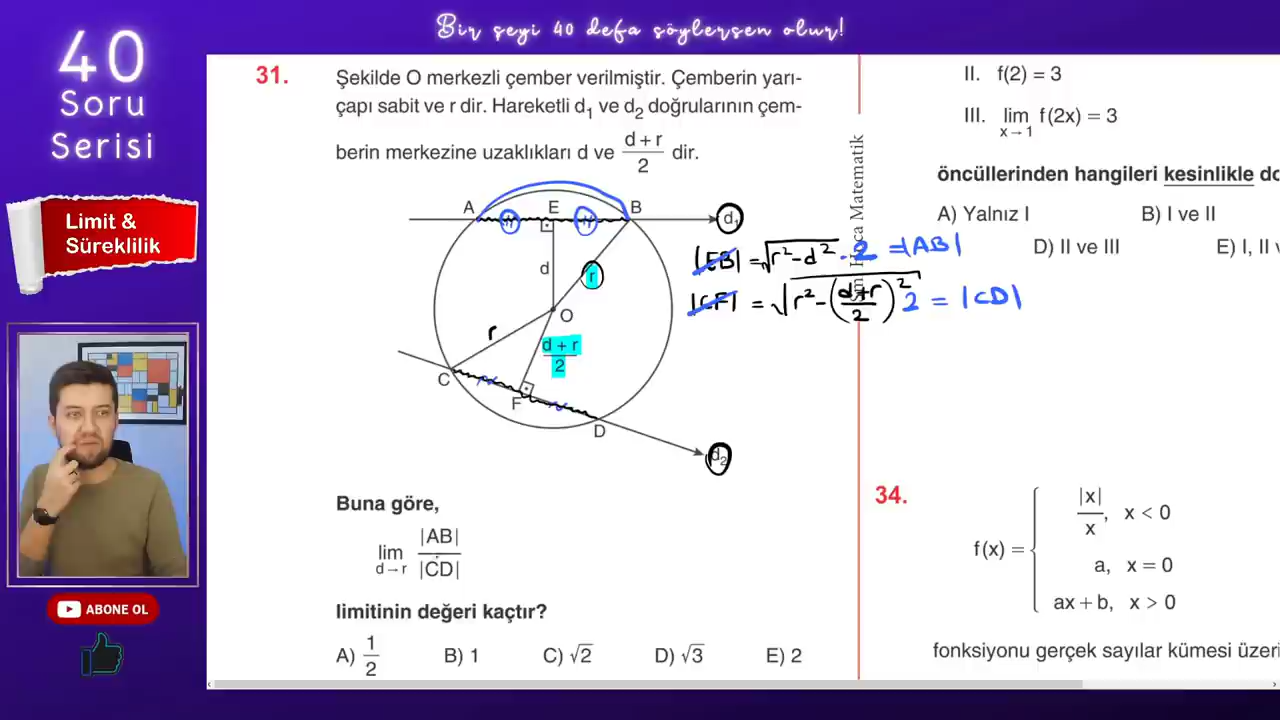 Bir şeyi 40 defa söylersen olur!
40
Soru
Serisi
Limit &
Süreklilik
ABONE OL
31. Şekilde O merkezli çember verilmiştir. Çemberin yarı-
çapı sabit ve r dir. Hareketli d1 ve d2 doğrularının çem-
berin merkezine uzaklıkları d ve d + r / 2 dir.
A E B d1
d r
O
r
d + r / 2
C F
D
d2
|EB| = √r² – d² · 2 = |AB|
|CF| = √r² – (d+r / 2)² 2 = |CD|
Buna göre,
lim d→r |AB| / |CD|
limitinin değeri kaçtır?
A) 1/2 B) 1 C) √2 D) √3 E) 2
Matematik
II. f(2) = 3
III. lim x→1 f(2x) = 3
öncüllerinden hangileri kesinlikle
A) Yalnız I B) I ve II
D) II ve III E) I, II
34.
f(x) =
|x| / x, x < 0
a, x = 0
ax + b, x > 0
fonksiyonu gerçek sayılar kümesi